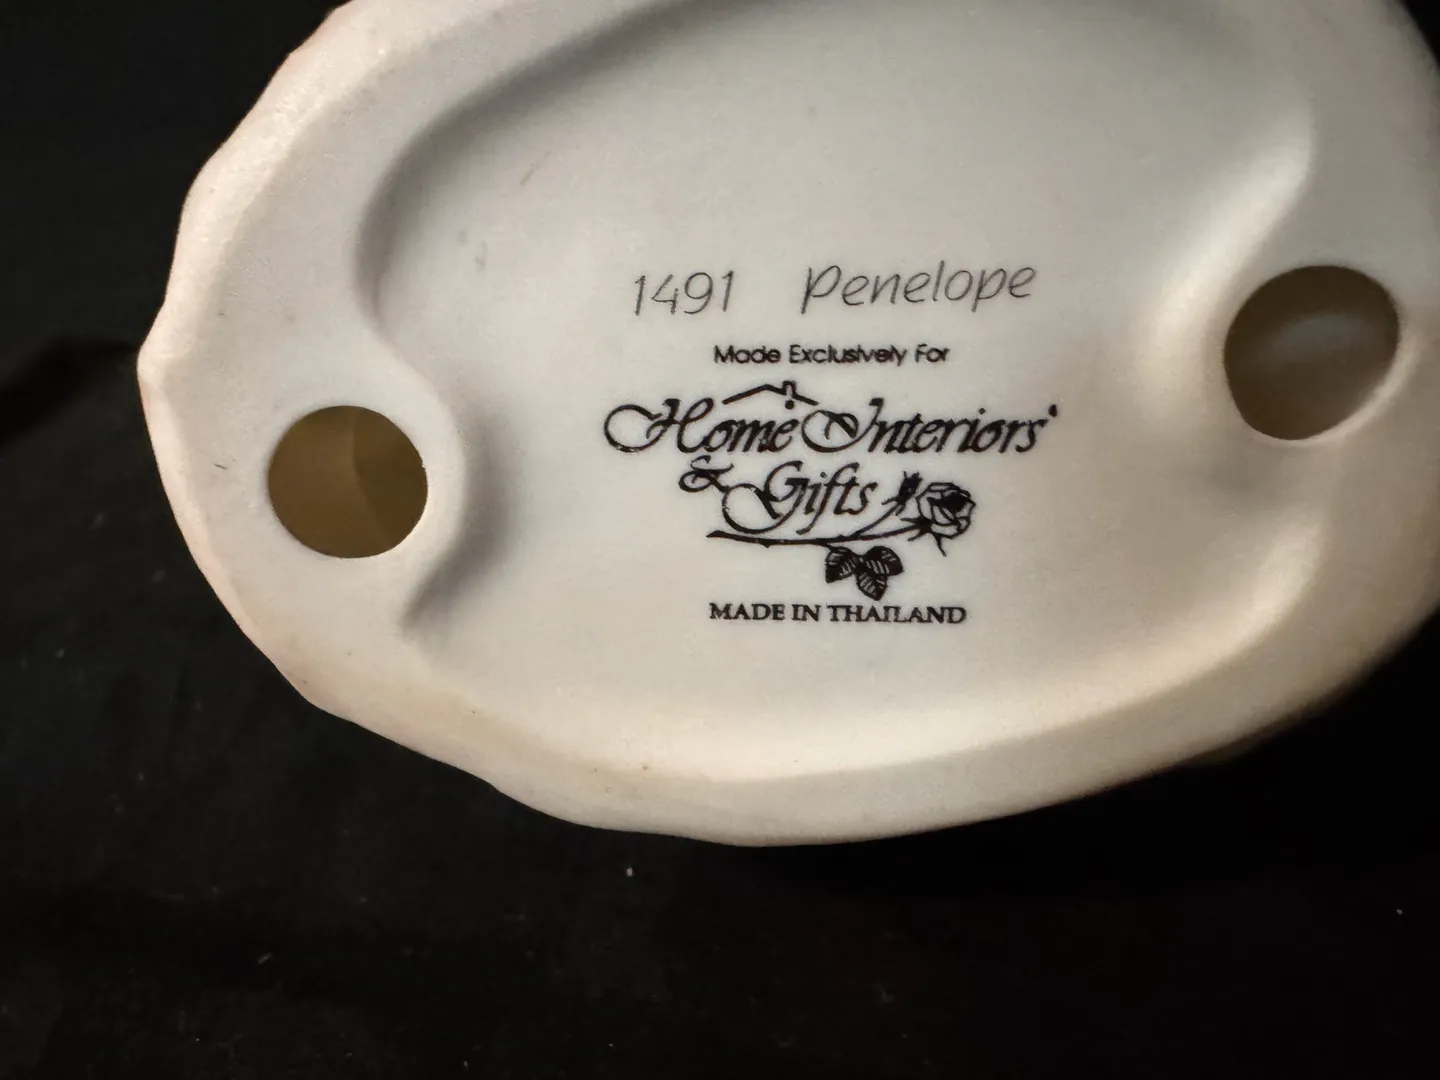 1491 Penelope
Made Exclusively For
Home Interiors'
& Gifts
MADE IN THAILAND